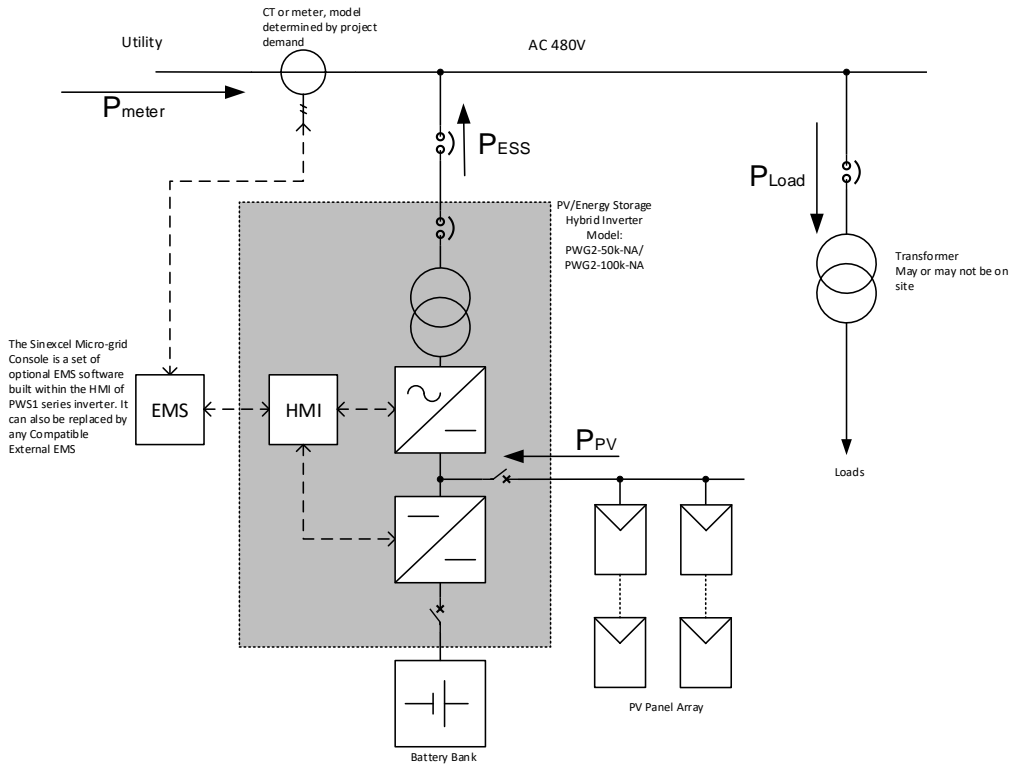 CT or meter, model
determined by project
demand
Utility
AC 480V
Pmeter
PESS
PLoad
PV/Energy Storage
Hybrid Inverter
Model:
PWG2-50k-NA/
PWG2-100k-NA
Transformer
May or may not be on
site
The Sinexcel Micro-grid
Console is a set of
optional EMS software
built within the HMI of
PWS1 series inverter. It
can also be replaced by
any Compatible
External EMS
EMS
HMI
PPV
Loads
PV Panel Array
Battery Bank